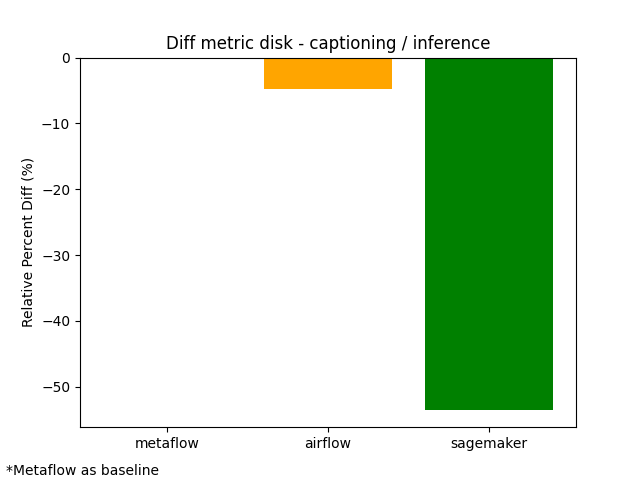 Diff metric disk - captioning / inference
Relative Percent Diff (%)
0
−10
−20
−30
−40
−50
metaflow
airflow
sagemaker
*Metaflow as baseline